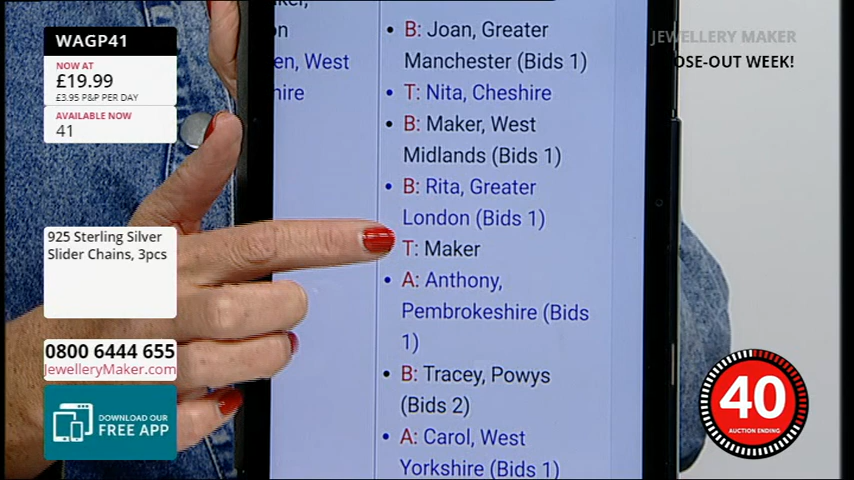 WAGP41
NOW AT
£19.99
£3.95 P&P PER DAY
AVAILABLE NOW
41
925 Sterling Silver
Slider Chains, 3pcs
0800 6444 655
JewelleryMaker.com
DOWNLOAD OUR
FREE APP
B: Joan, Greater
Manchester (Bids 1)
T: Nita, Cheshire
B: Maker, West
Midlands (Bids 1)
B: Rita, Greater
London (Bids 1)
T: Maker
A: Anthony,
Pembrokeshire (Bids
1)
B: Tracey, Powys
(Bids 2)
A: Carol, West
Yorkshire (Bids 1)
JEWELLERY MAKER
OSE-OUT WEEK!
40
AUCTION ENDING